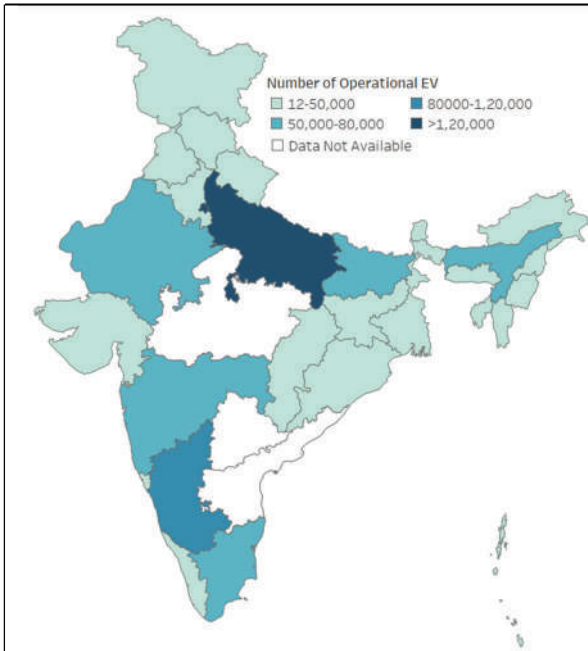 Number of Operational EV
12-50,000 80000-1,20,000
50,000-80,000 >1,20,000
Data Not Available